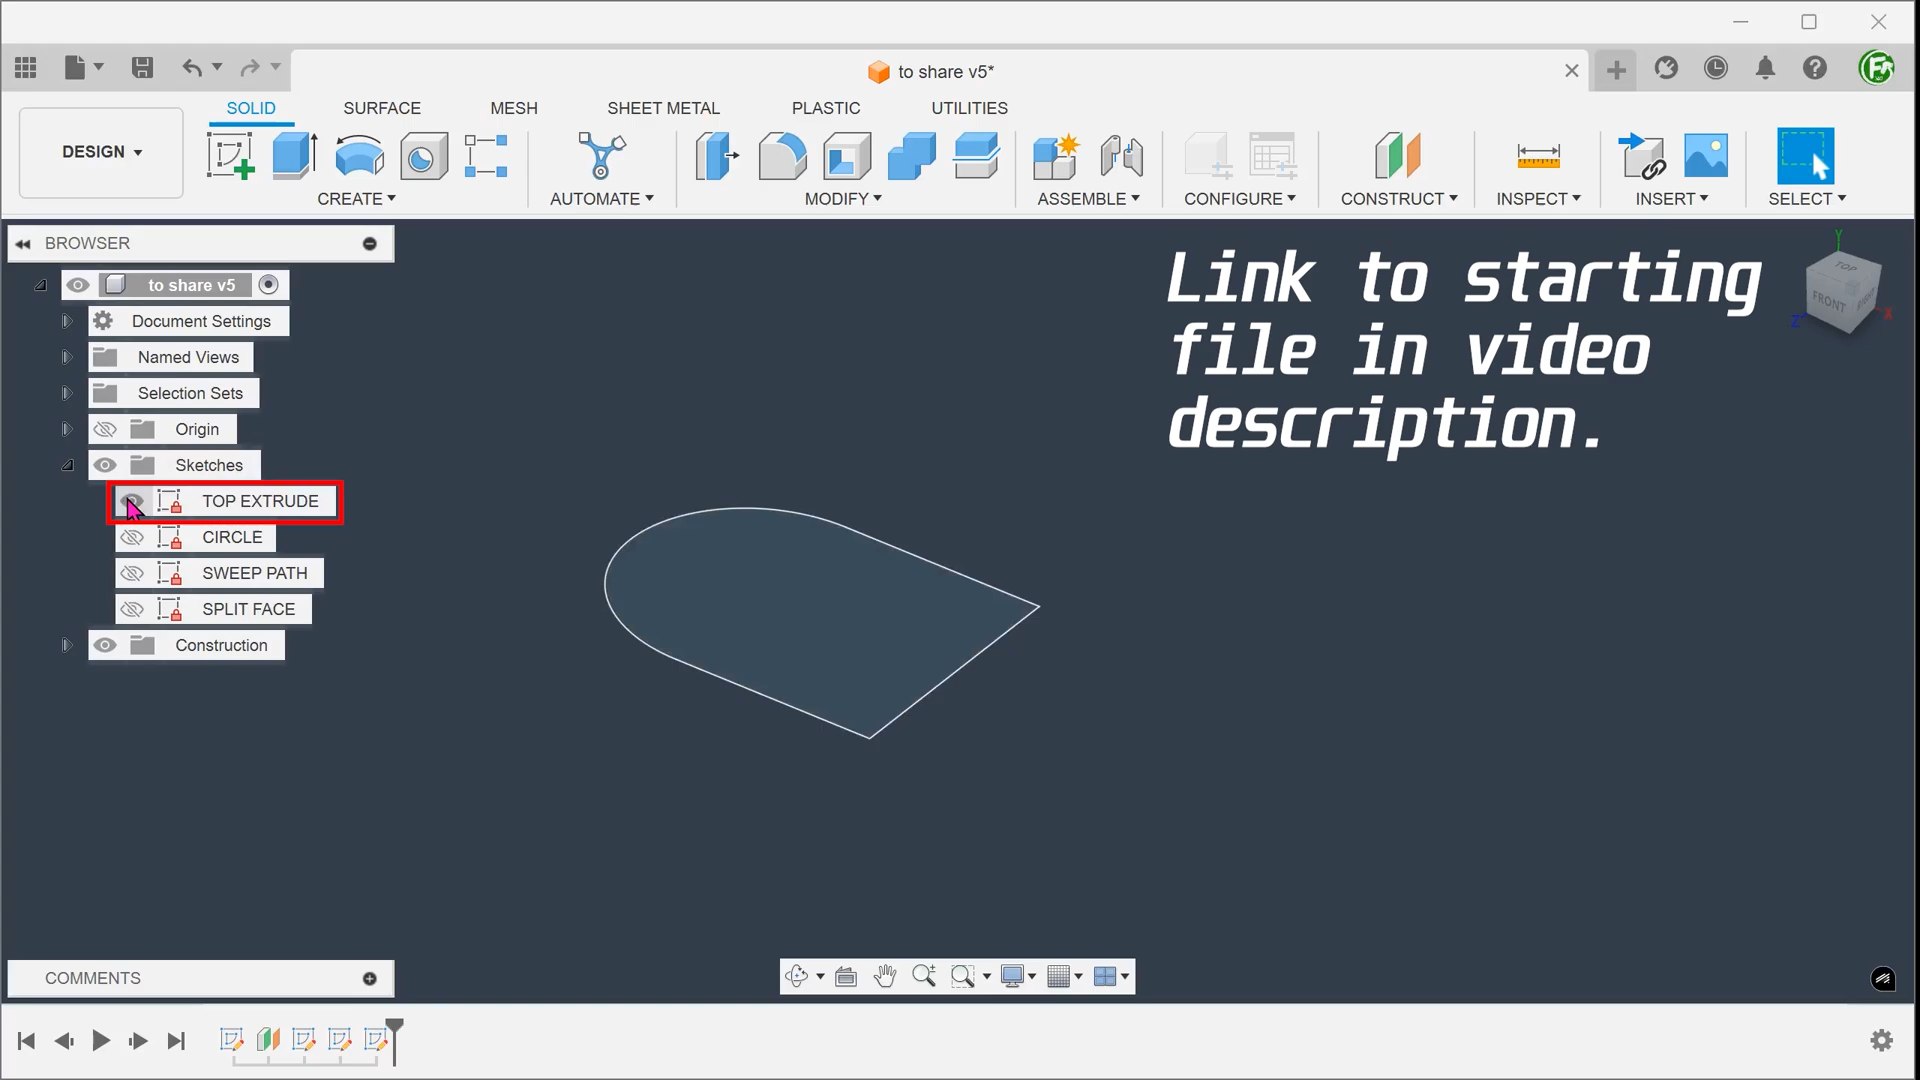 to share v5*
SOLID
SURFACE
MESH
SHEET METAL
PLASTIC
UTILITIES
DESIGN
CREATE
AUTOMATE
MODIFY
ASSEMBLE
CONFIGURE
CONSTRUCT
INSPECT
INSERT
SELECT
BROWSER
to share v5
Document Settings
Named Views
Selection Sets
Origin
Sketches
TOP EXTRUDE
CIRCLE
SWEEP PATH
SPLIT FACE
Construction
Link to starting
file in video
description.
Y
TOP
FRONT
RIGHT
Z
X
COMMENTS